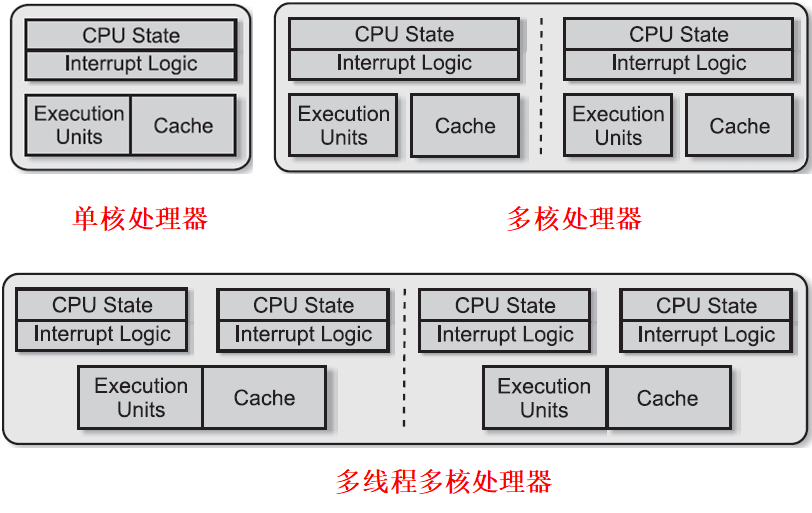 CPU State
Interrupt Logic
Execution
Units
Cache
CPU State
Interrupt Logic
Execution
Units
Cache
CPU State
Interrupt Logic
Execution
Units
Cache
单核处理器
多核处理器
CPU State
Interrupt Logic
CPU State
Interrupt Logic
Execution
Units
Cache
CPU State
Interrupt Logic
CPU State
Interrupt Logic
Execution
Units
Cache
多线程多核处理器